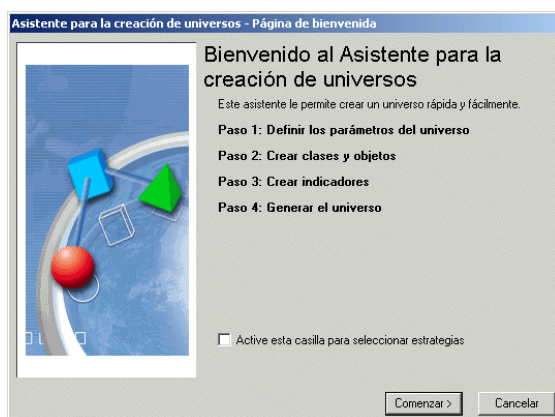 Asistente para la creación de universos - Página de bienvenida
Bienvenido al Asistente para la
creación de universos
Este asistente le permite crear un universo rápida y fácilmente.
Paso 1: Definir los parámetros del universo
Paso 2: Crear clases y objetos
Paso 3: Crear indicadores
Paso 4: Generar el universo
Active esta casilla para seleccionar estrategias
Comenzar >
Cancelar